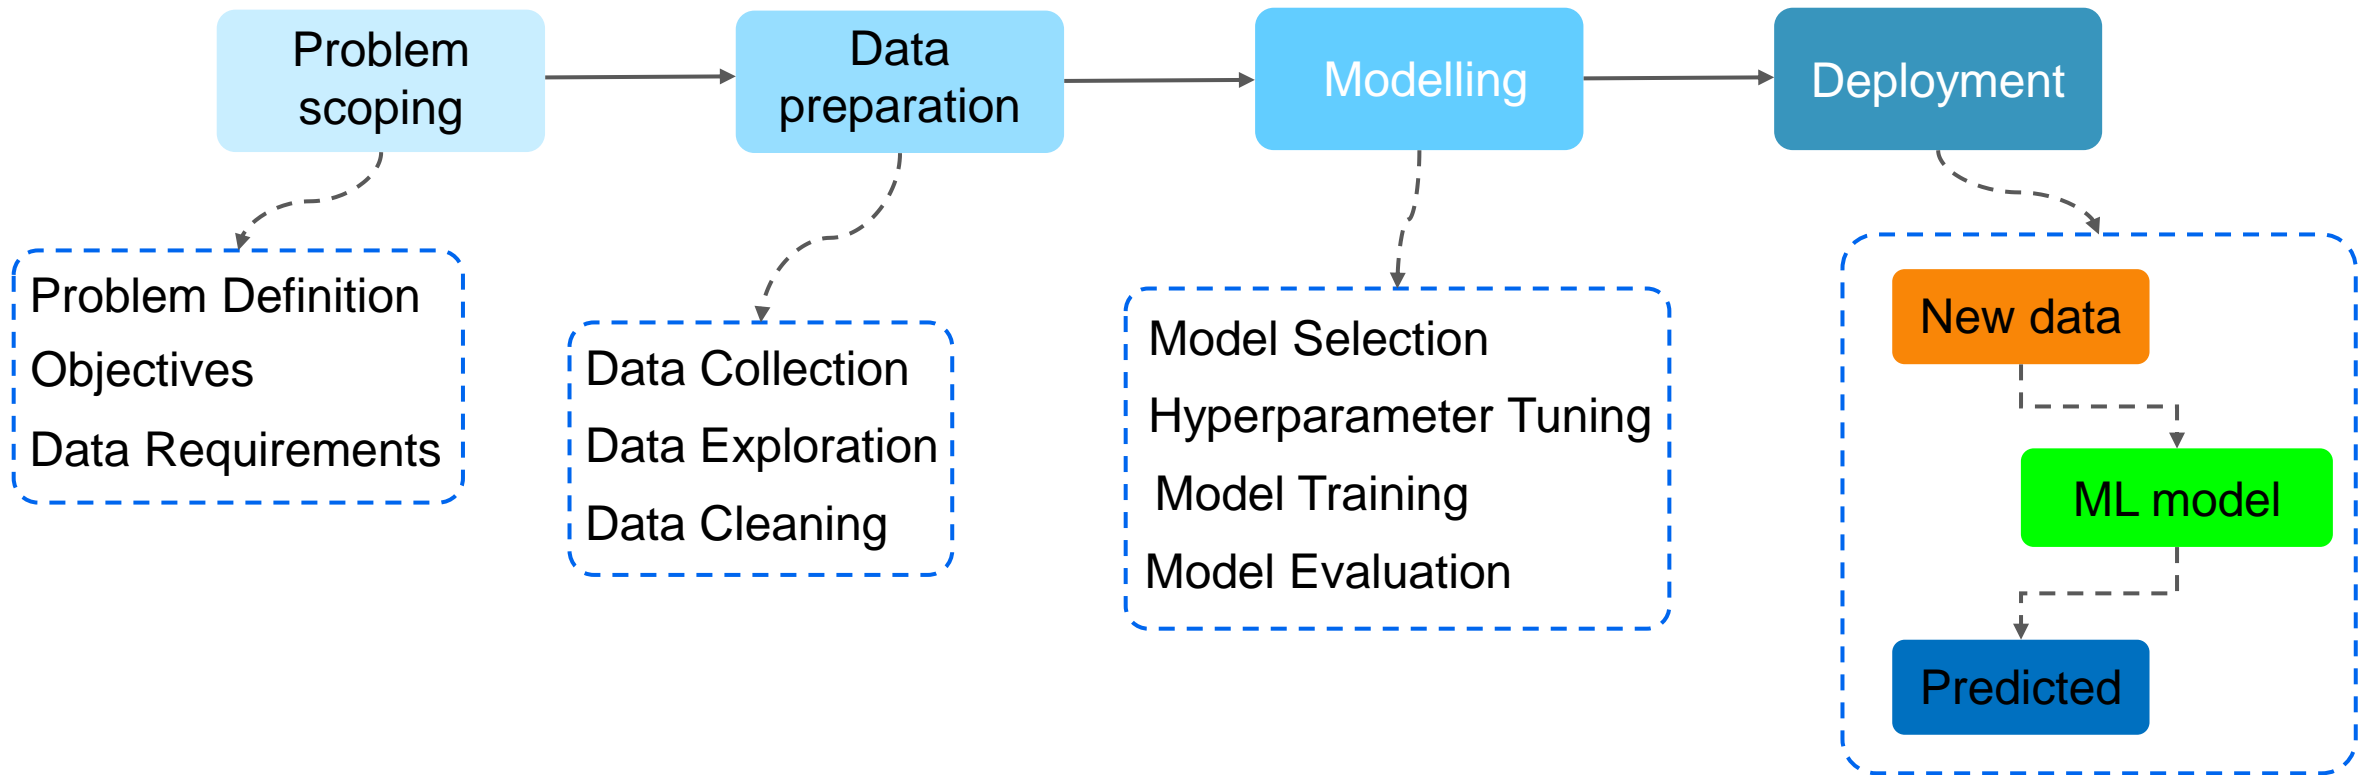 Problem
scoping
Data
preparation
Modelling
Deployment
Problem Definition
Objectives
Data Requirements
Data Collection
Data Exploration
Data Cleaning
Model Selection
Hyperparameter Tuning
Model Training
Model Evaluation
New data
ML model
Predicted